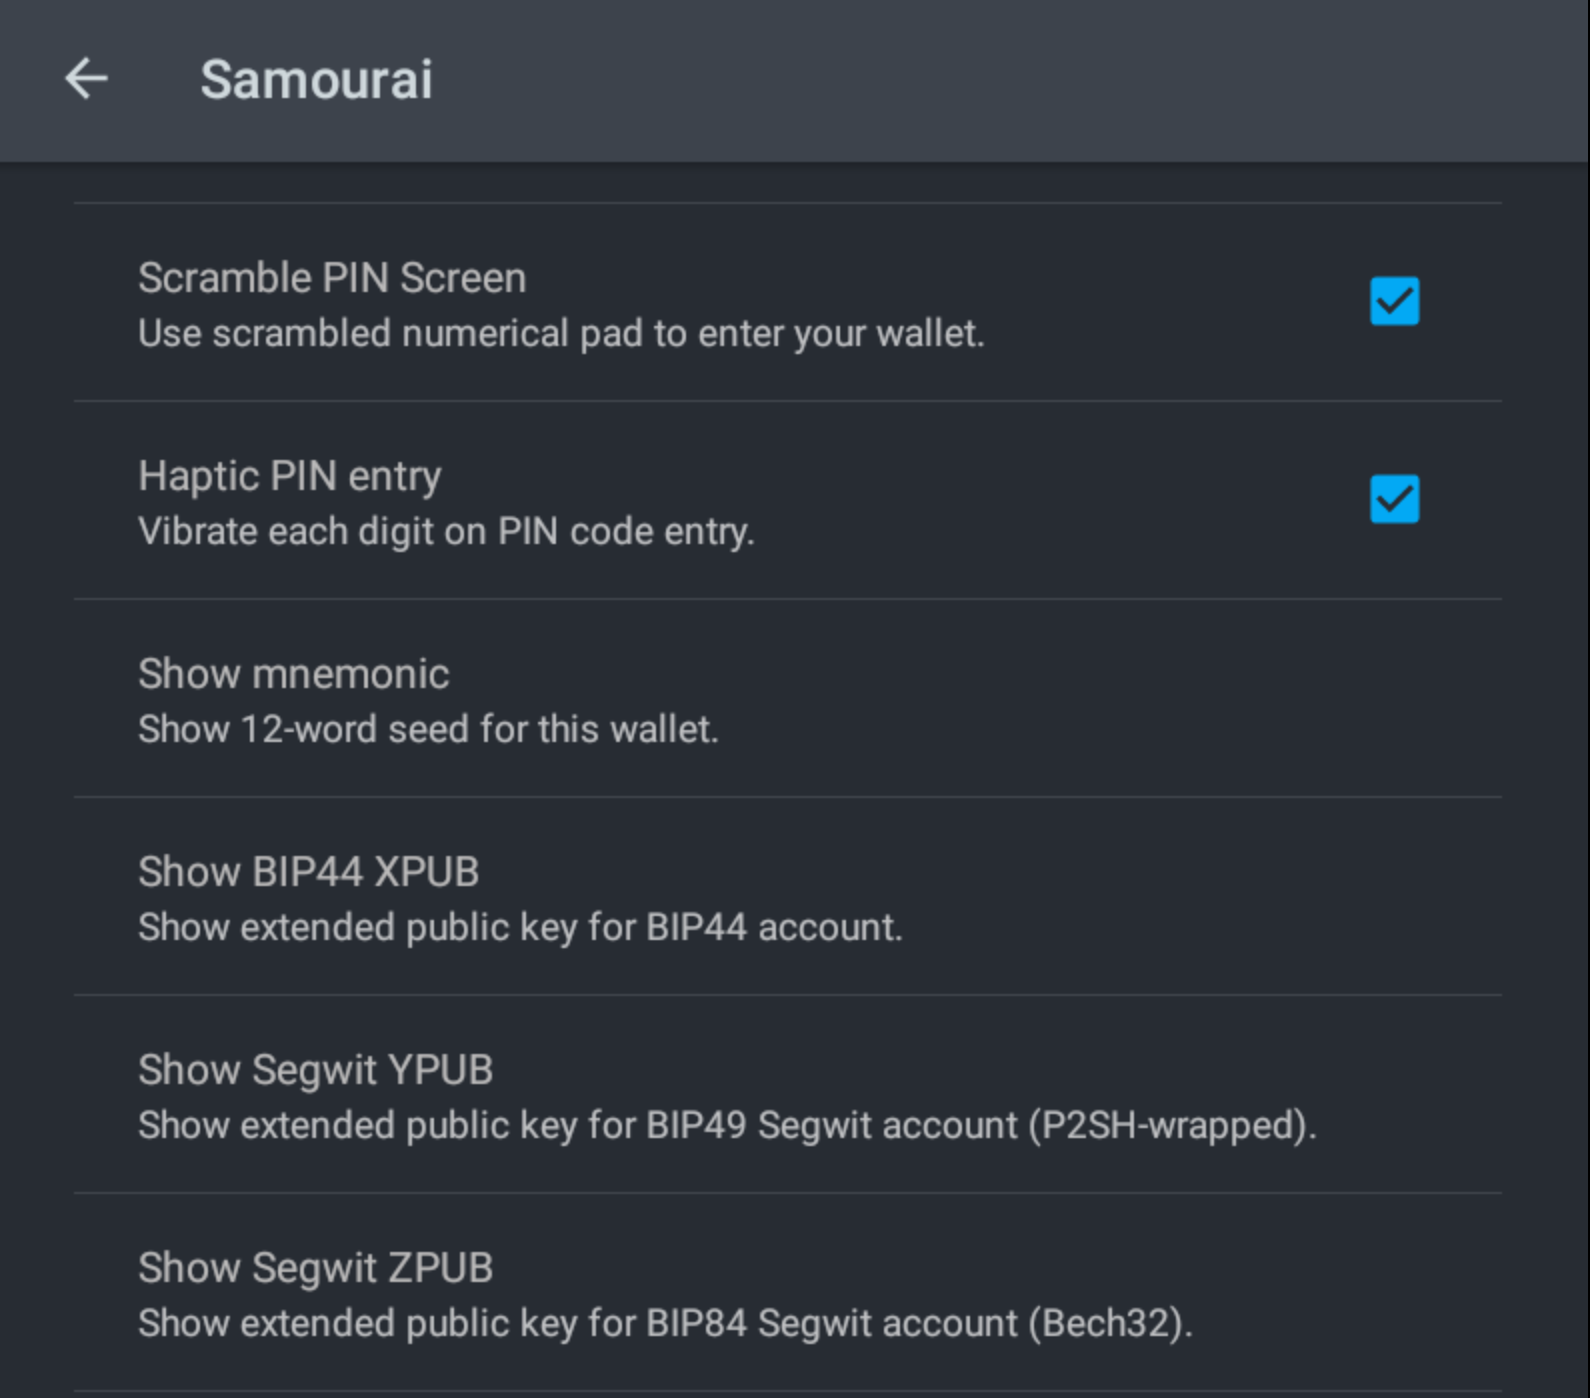 Samourai
Scramble PIN Screen
Use scrambled numerical pad to enter your wallet.
Haptic PIN entry
Vibrate each digit on PIN code entry.
Show mnemonic
Show 12-word seed for this wallet.
Show BIP44 XPUB
Show extended public key for BIP44 account.
Show Segwit YPUB
Show extended public key for BIP49 Segwit account (P2SH-wrapped).
Show Segwit ZPUB
Show extended public key for BIP84 Segwit account (Bech32).